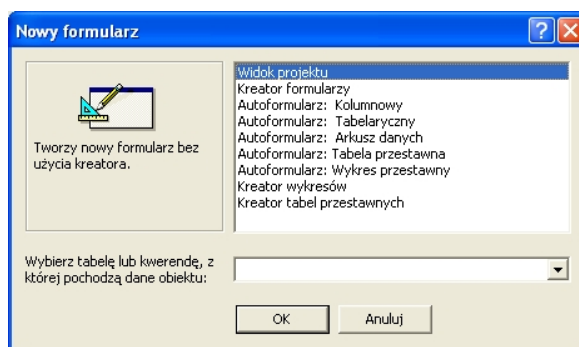 Nowy formularz
Widok projektu
Kreator formularzy
Autoformularz: Kolumnowy
Autoformularz: Tabelaryczny
Autoformularz: Arkusz danych
Autoformularz: Tabela przestawna
Autoformularz: Wykres przestawny
Kreator wykresów
Kreator tabel przestawnych
Tworzy nowy formularz bez
użycia kreatora.
Wybierz tabelę lub kwerendę, z
której pochodzą dane obiektu:
OK
Anuluj